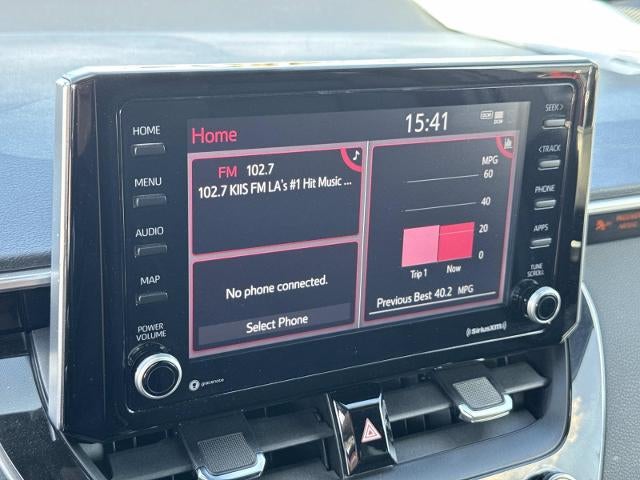 HOME
MENU
AUDIO
MAP
POWER
VOLUME
Home
15:41
DCM
FM 102.7
102.7 KIIS FM LA's #1 Hit Music ...
No phone connected.
Select Phone
MPG
60
40
20
0
Trip 1 Now
Previous Best 40.2 MPG
gracenote
((SiriusXM))
SEEK>
<TRACK
PHONE
APPS
TUNE
SCROLL